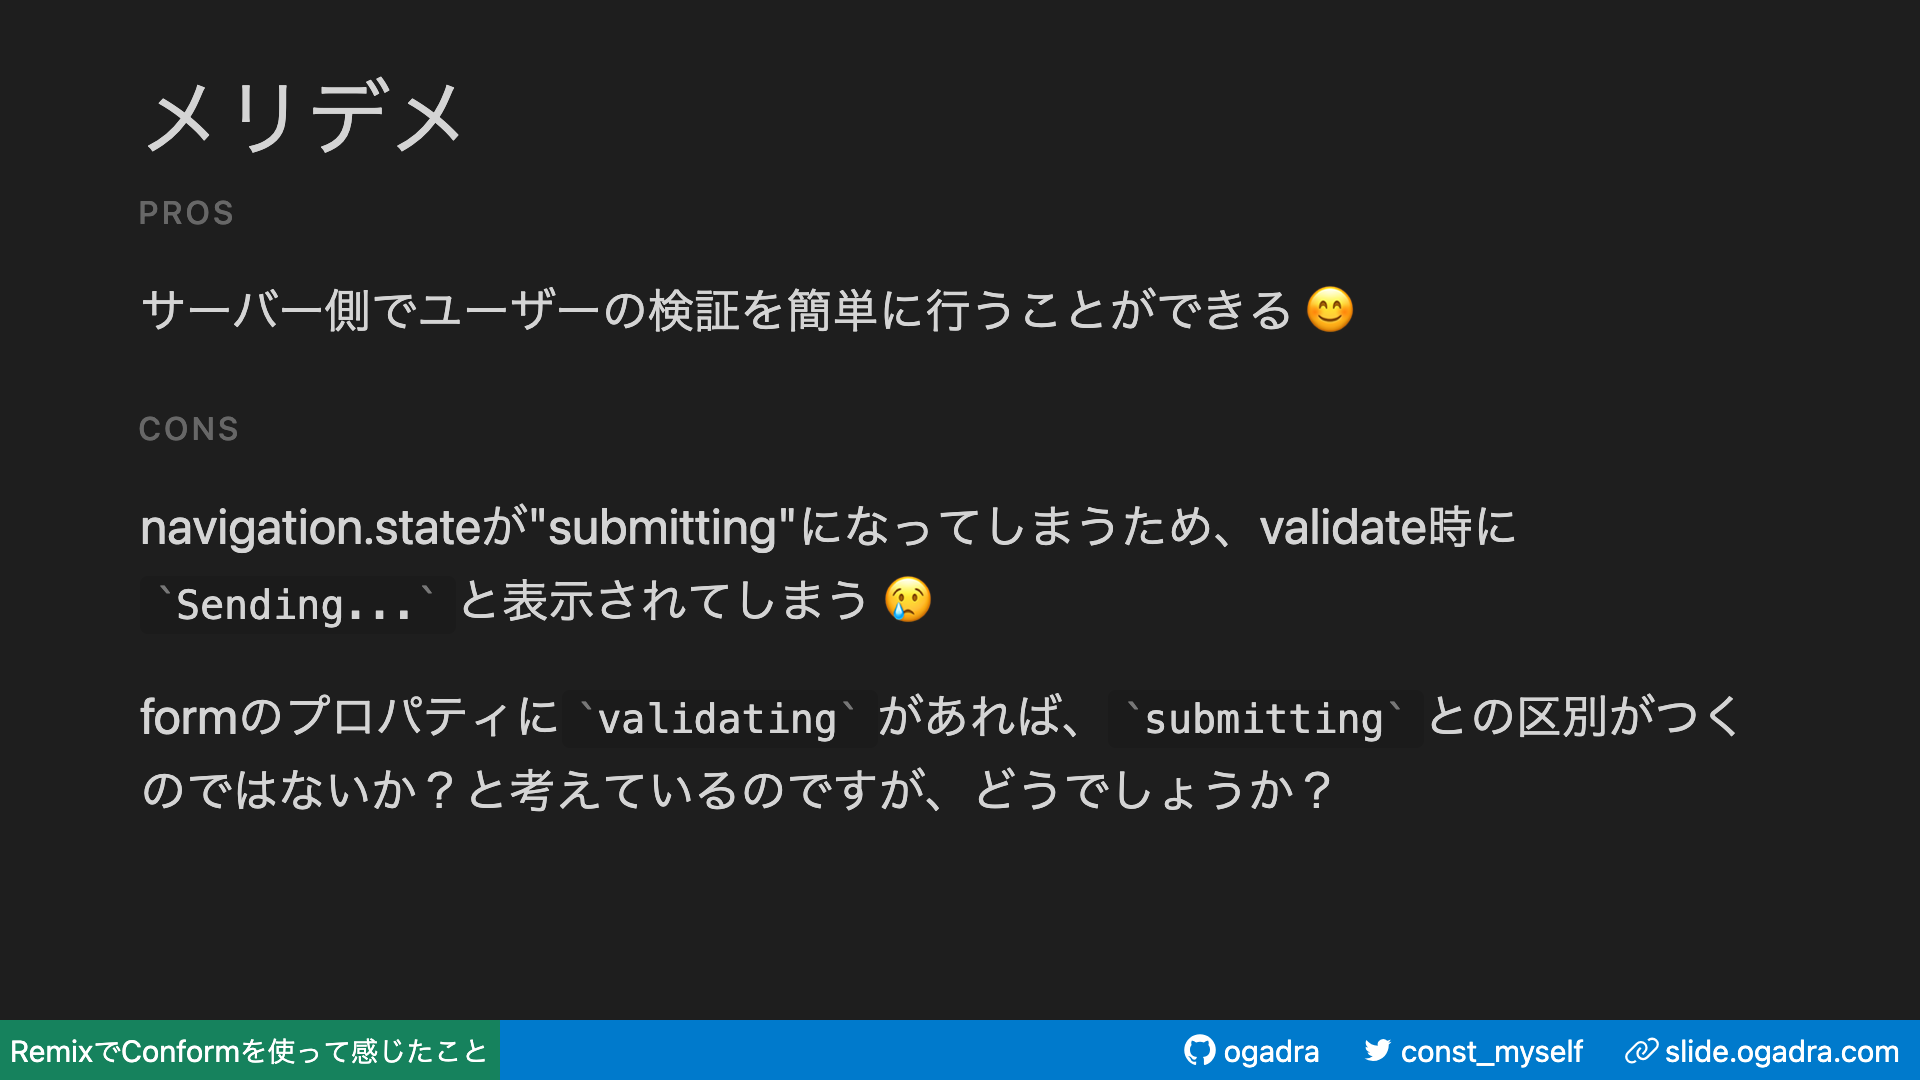 メリデメ
PROS
サーバー側でユーザーの検証を簡単に行うことができる 😊
CONS
navigation.stateが"submitting"になってしまうため、validate時に
`Sending...` と表示されてしまう 😢
formのプロパティに `validating` があれば、 `submitting` との区別がつく
のではないか？と考えているのですが、どうでしょうか？
RemixでConformを使って感じたこと
ogadra
const_myself
slide.ogadra.com